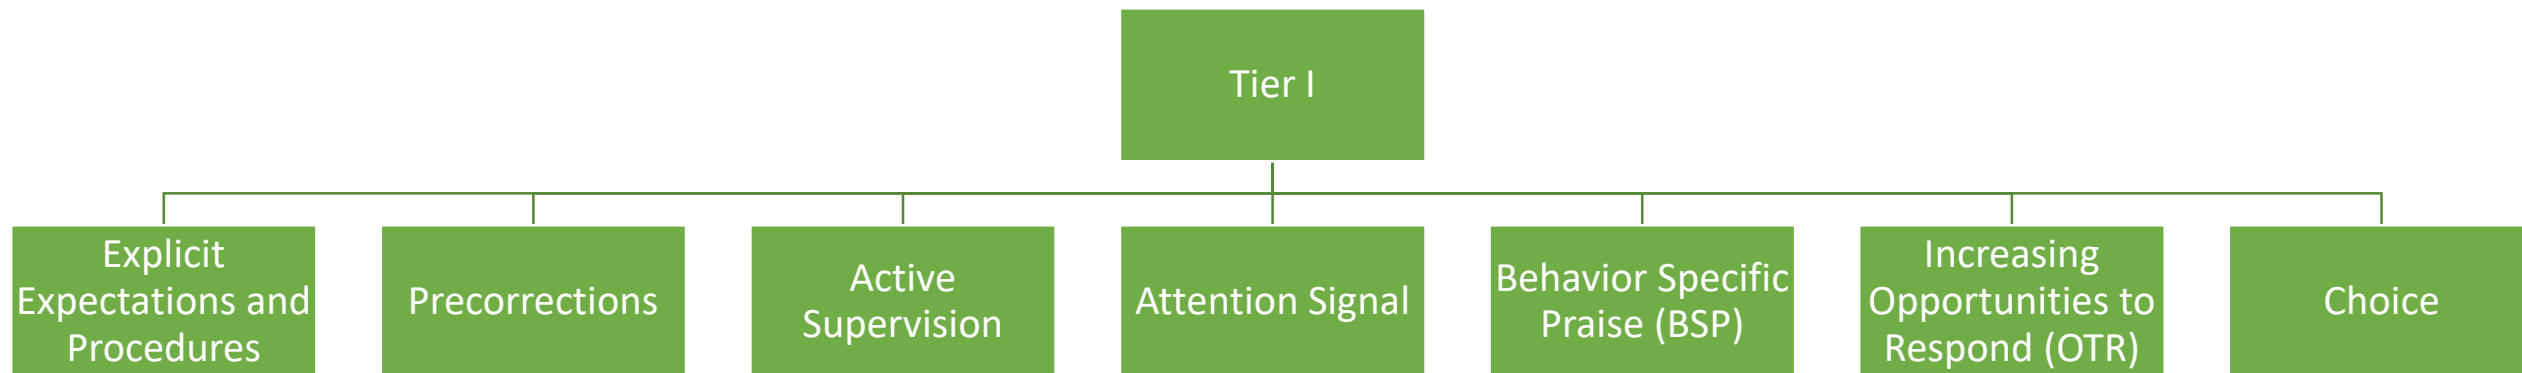 Tier I
Explicit
Expectations and
Procedures
Precorrections
Active
Supervision
Attention Signal
Behavior Specific
Praise (BSP)
Increasing
Opportunities to
Respond (OTR)
Choice